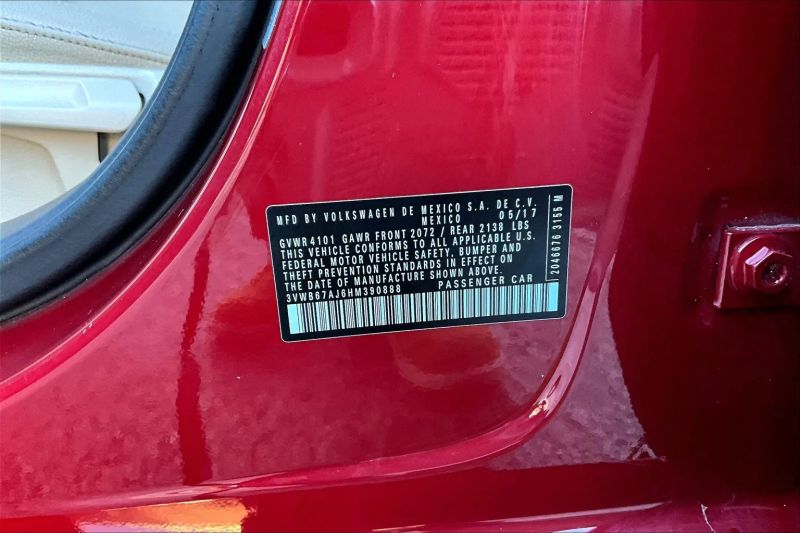 MFD BY VOLKSWAGEN DE MEXICO S.A. DE C.V.
MEXICO 05/17
GVWR4101 GAWR FRONT 2072 / REAR 2138 LBS
THIS VEHICLE CONFORMS TO ALL APPLICABLE U.S.
FEDERAL MOTOR VEHICLE SAFETY, BUMPER AND
THEFT PREVENTION STANDARDS IN EFFECT ON
THE DATE OF MANUFACTURE SHOWN ABOVE.
3VWB67AJ6HM390888 PASSENGER CAR
2046676 3155 M